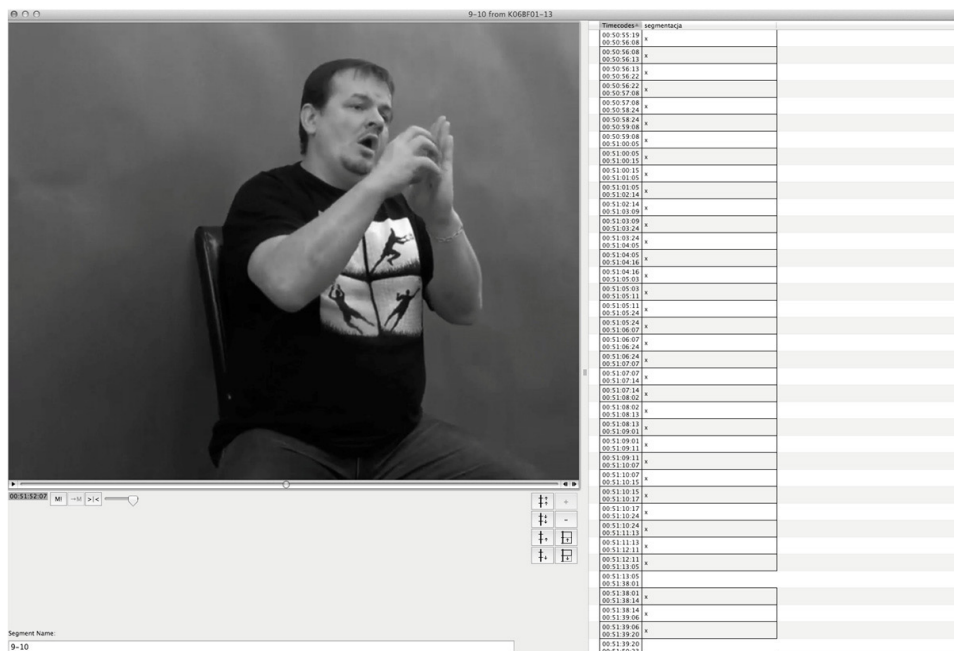 9-10 from K068F01-13
Timecodes segmentacja
00:50:55:19
00:50:56:08 x
00:50:56:08
00:50:56:13 x
00:50:56:13
00:50:56:22 x
00:50:56:22
00:50:57:08 x
00:50:57:08
00:50:58:24 x
00:50:58:24
00:50:59:08 x
00:50:59:08
00:51:00:05 x
00:51:00:05
00:51:00:15 x
00:51:00:15
00:51:01:05 x
00:51:01:05
00:51:02:14 x
00:51:02:14
00:51:03:09 x
00:51:03:09
00:51:03:24 x
00:51:03:24
00:51:04:05 x
00:51:04:05
00:51:04:16 x
00:51:04:16
00:51:05:03 x
00:51:05:03
00:51:05:11 x
00:51:05:11
00:51:05:24 x
00:51:05:24
00:51:06:07 x
00:51:06:07
00:51:06:24 x
00:51:06:24
00:51:07:07 x
00:51:07:07
00:51:07:14 x
00:51:07:14
00:51:08:02 x
00:51:08:02
00:51:08:13 x
00:51:08:13
00:51:09:01 x
00:51:09:01
00:51:09:11 x
00:51:09:11
00:51:10:07 x
00:51:10:07
00:51:10:15 x
00:51:10:15
00:51:10:17 x
00:51:10:17
00:51:10:24 x
00:51:10:24
00:51:11:13 x
00:51:11:13
00:51:12:11 x
00:51:12:11
00:51:13:05 x
00:51:13:05
00:51:38:01
00:51:38:01
00:51:38:14 x
00:51:38:14
00:51:39:06 x
00:51:39:06
00:51:39:20 x
00:51:39:20
00:51:52:07 M! →M >|<
Segment Name:
9-10